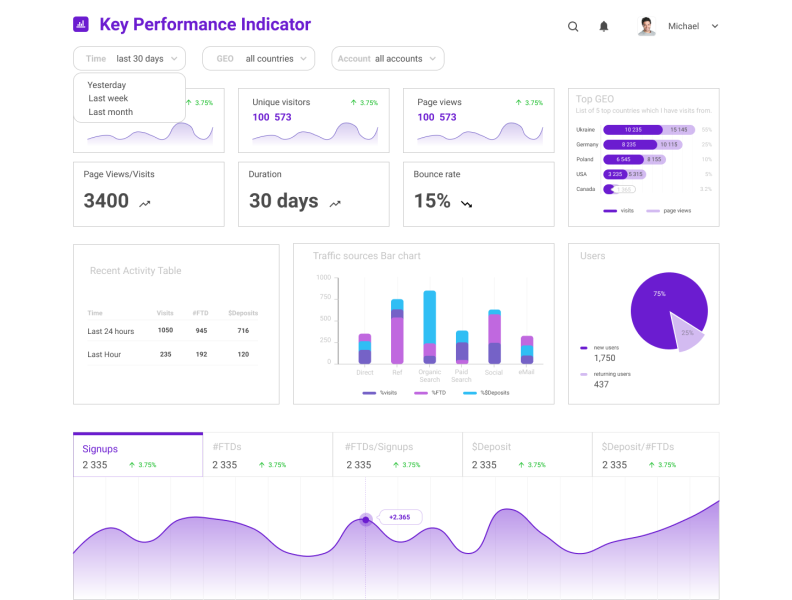 Key Performance Indicator
Michael
Time last 30 days
GEO all countries
Account all accounts
Yesterday
Last week
Last month
3.75%
Unique visitors
3.75%
100 573
Page views
3.75%
100 573
Top GEO
List of 5 top countries which I have visits from.
Ukraine 10 235 15 145 50%
Germany 8 235 10 115 25%
Poland 6 545 8 155 10%
USA 3 235 5 315
Canada
visits page views
Page Views/Visits
3400
Duration
30 days
Bounce rate
15%
Recent Activity Table
Time Visits #FTD $Deposits
Last 24 hours 1050 945 716
Last Hour 235 192 120
Traffic sources Bar chart
1000
750
500
250
0
Direct
Ref
Organic Search
Paid Search
Social
eMail
%visits %FTD %$Deposits
Users
75%
25%
new users
1,750
returning users
437
Signups
2 335 3.75%
#FTDs
2 335 3.75%
#FTDs/Signups
2 335 3.75%
$Deposit
2 335 3.75%
$Deposit/#FTDs
2 335 3.75%
+2.365